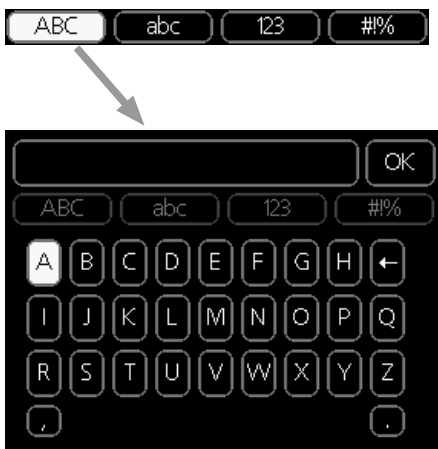 ABC abc 123 #!%
OK
ABC abc 123 #!%
A B C D E F G H ←
I J K L M N O P Q
R S T U V W X Y Z
, .